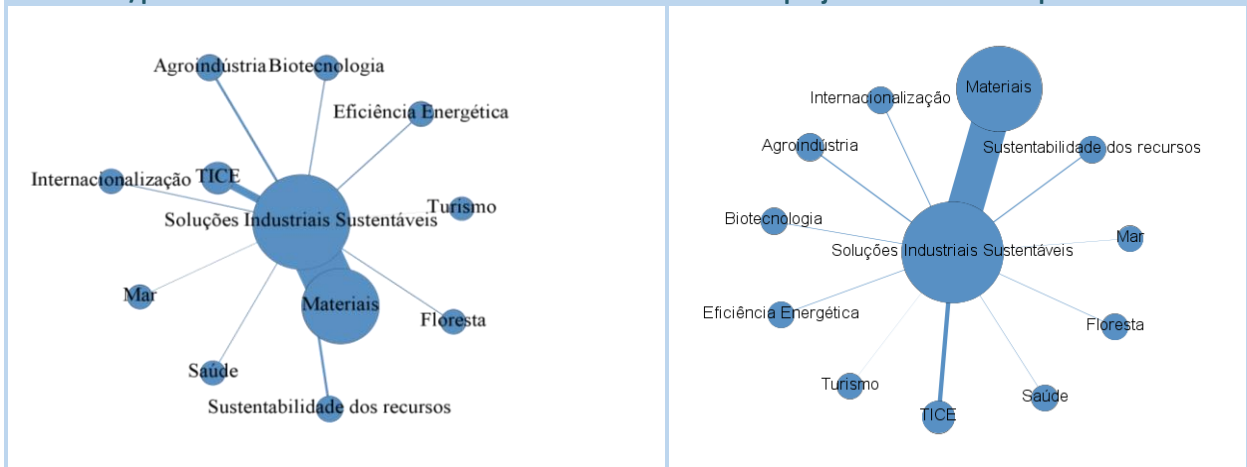 Agroindústria Biotecnologia
Eficiência Energética
Internacionalização TICE
Turismo
Soluções Industriais Sustentáveis
Mar
Materiais
Floresta
Saúde
Sustentabilidade dos recursos
Materiais
Internacionalização
Agroindústria
Sustentabilidade dos recursos
Biotecnologia
Mar
Soluções Industriais Sustentáveis
Eficiência Energética
Floresta
Turismo
Saúde
TICE